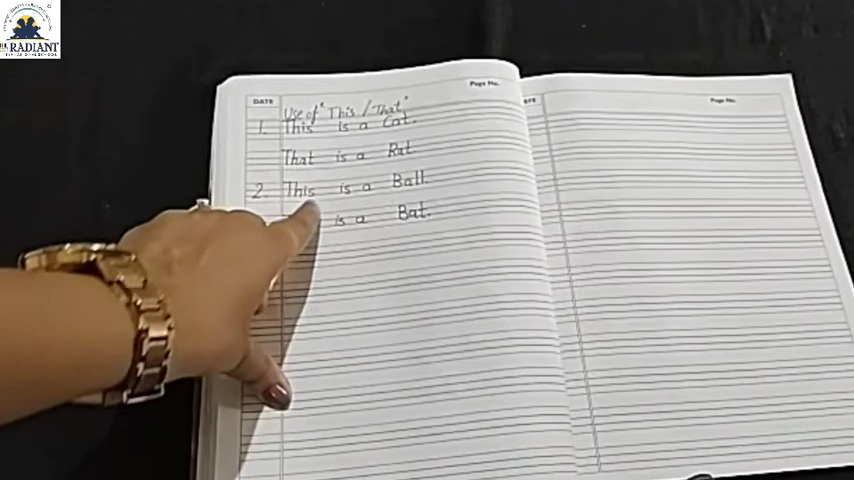 RADIANT
DATE
Page No.
Use of "This / That"
1. This is a Cat.
That is a Rat.
2. This is a Ball.
is a Bat.
Page No.